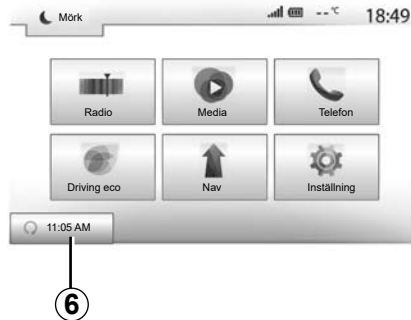 Mörk
--°C 18:49
Radio Media Telefon
Driving eco Nav Inställning
11:05 AM
6